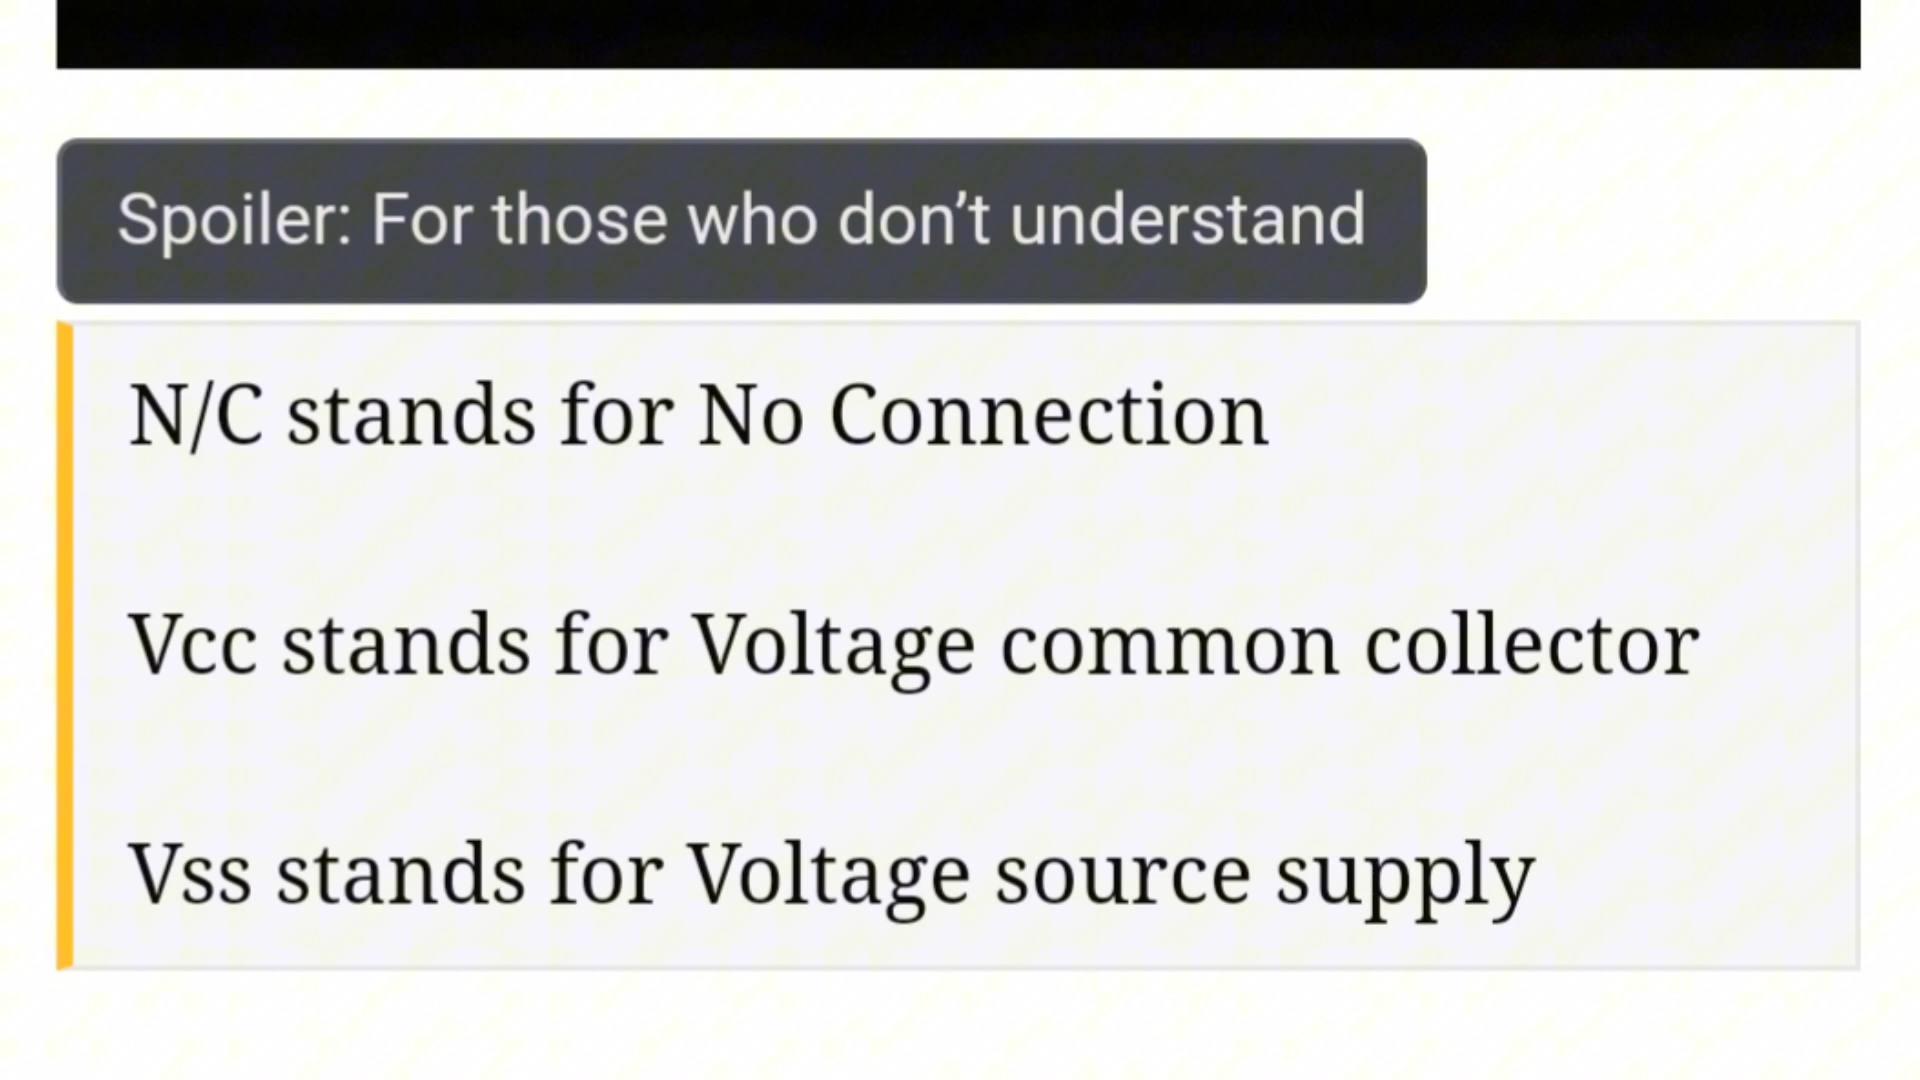 Spoiler: For those who don’t understand
N/C stands for No Connection
Vcc stands for Voltage common collector
Vss stands for Voltage source supply